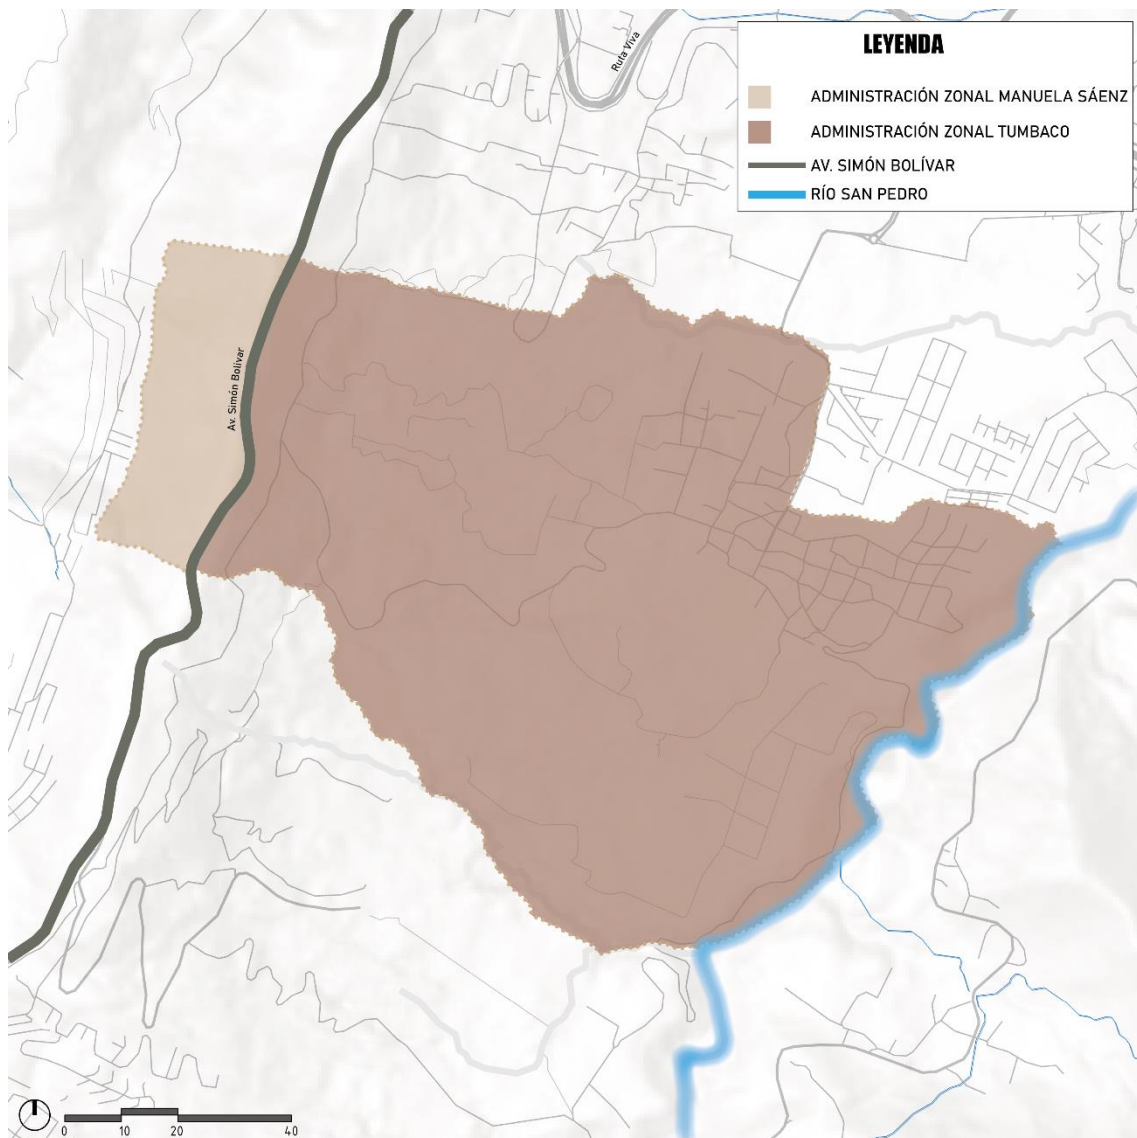 Ruta Viva
LEYENDA
ADMINISTRACIÓN ZONAL MANUELA SÁENZ
ADMINISTRACIÓN ZONAL TUMBACO
AV. SIMÓN BOLÍVAR
RÍO SAN PEDRO
Av. Simón Bolívar
0 10 20 40